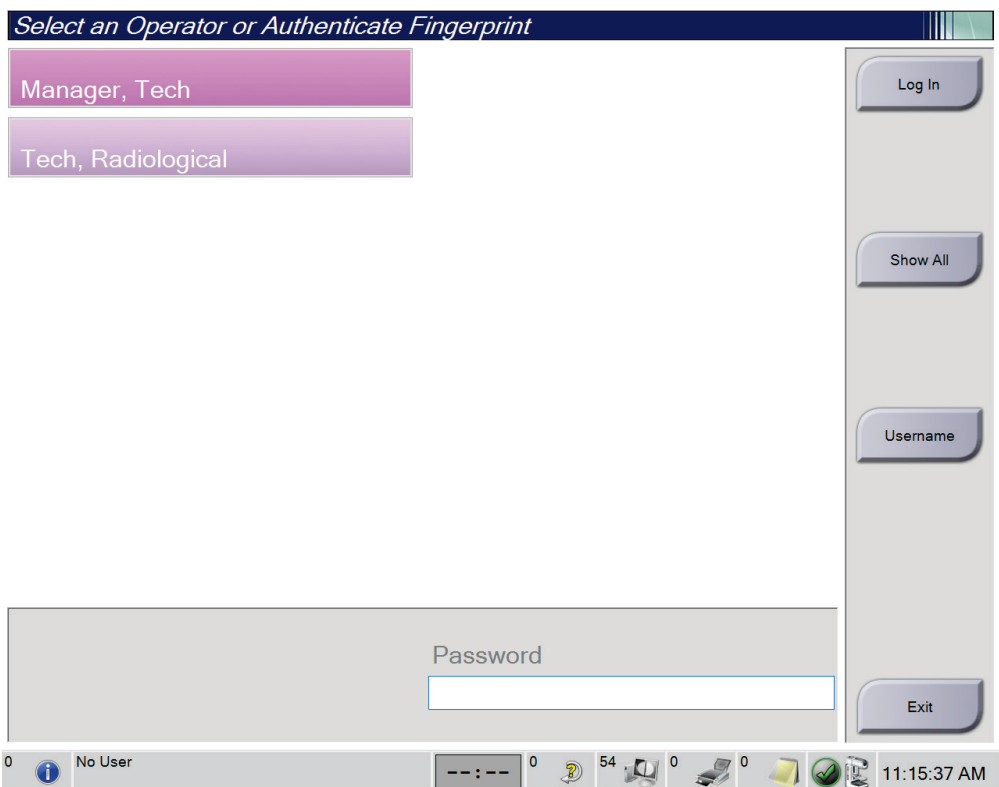 Select an Operator or Authenticate Fingerprint
Manager, Tech
Log In
Tech, Radiological
Show All
Username
Password
Exit
0 No User --:-- 0 54 0 0 11:15:37 AM